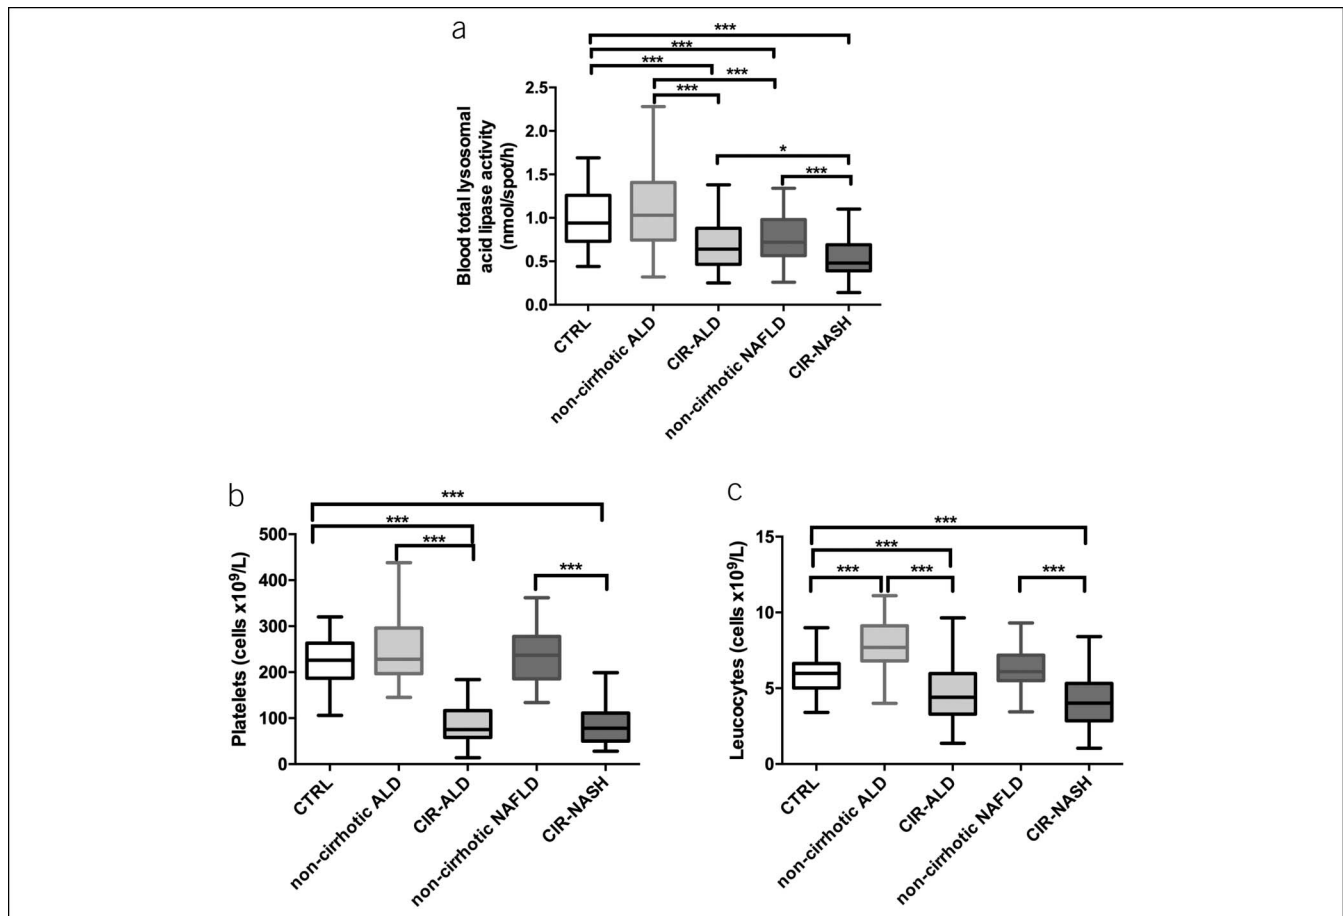 a
***
***
***
***
***
*
***
2.5
2.0
1.5
1.0
0.5
0.0
Blood total lysosomal
acid lipase activity
(nmol/spot/h)
CTRL
non-cirrhotic ALD
CIR-ALD
non-cirrhotic NAFLD
CIR-NASH
b
***
***
***
***
500
400
300
200
100
0
Platelets (cells x10⁹/L)
CTRL
non-cirrhotic ALD
CIR-ALD
non-cirrhotic NAFLD
CIR-NASH
c
***
***
***
***
***
15
10
5
0
Leucocytes (cells x10⁹/L)
CTRL
non-cirrhotic ALD
CIR-ALD
non-cirrhotic NAFLD
CIR-NASH